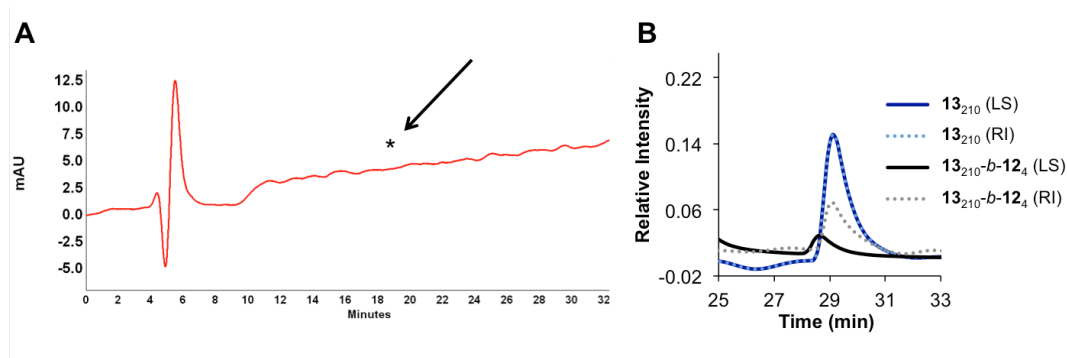 A
12.5
10.0
7.5
5.0
2.5
0.0
-2.5
-5.0
mAU
*
0 2 4 6 8 10 12 14 16 18 20 22 24 26 28 30 32
Minutes
B
0.22
0.14
0.06
-0.02
Relative Intensity
25 27 29 31 33
Time (min)
13₂₁₀ (LS)
13₂₁₀ (RI)
13₂₁₀-b-12₄ (LS)
13₂₁₀-b-12₄ (RI)